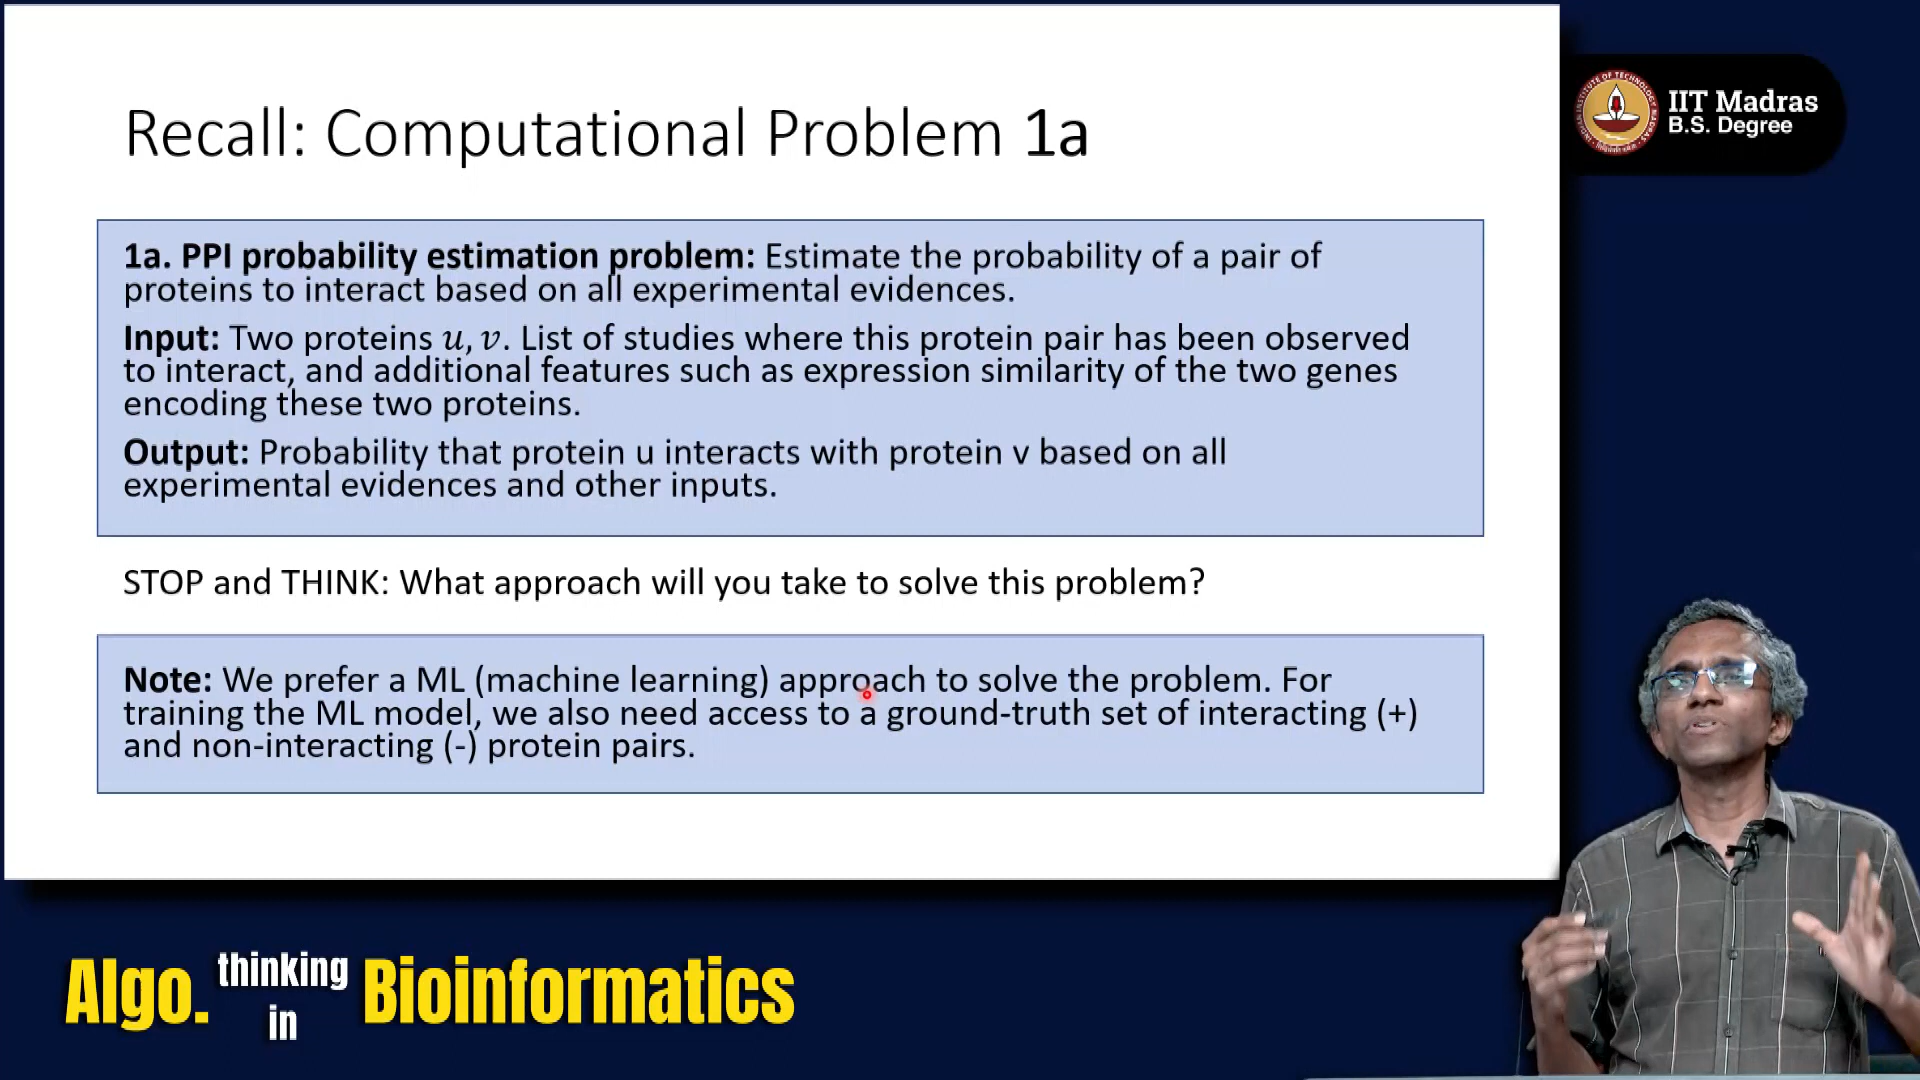 Recall: Computational Problem 1a
1a. PPI probability estimation problem: Estimate the probability of a pair of
proteins to interact based on all experimental evidences.
Input: Two proteins u, v. List of studies where this protein pair has been observed
to interact, and additional features such as expression similarity of the two genes
encoding these two proteins.
Output: Probability that protein u interacts with protein v based on all
experimental evidences and other inputs.
STOP and THINK: What approach will you take to solve this problem?
Note: We prefer a ML (machine learning) approach to solve the problem. For
training the ML model, we also need access to a ground-truth set of interacting (+)
and non-interacting (-) protein pairs.
IIT Madras
B.S. Degree
Algo. thinking in Bioinformatics